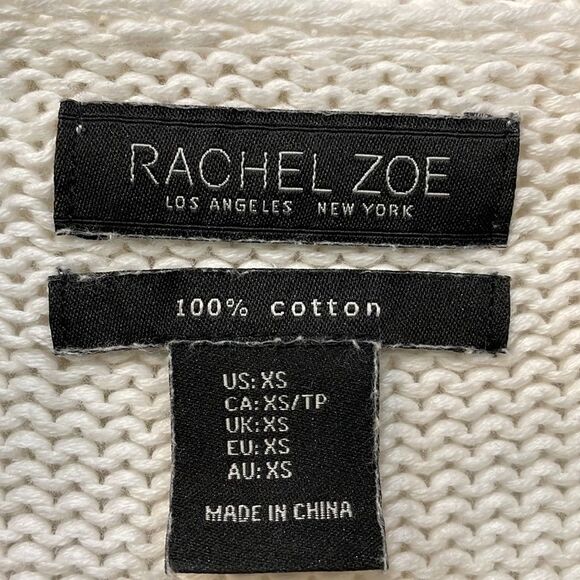 RACHEL ZOE
LOS ANGELES NEW YORK
100% cotton
US: XS
CA: XS/TP
UK: XS
EU: XS
AU: XS
MADE IN CHINA